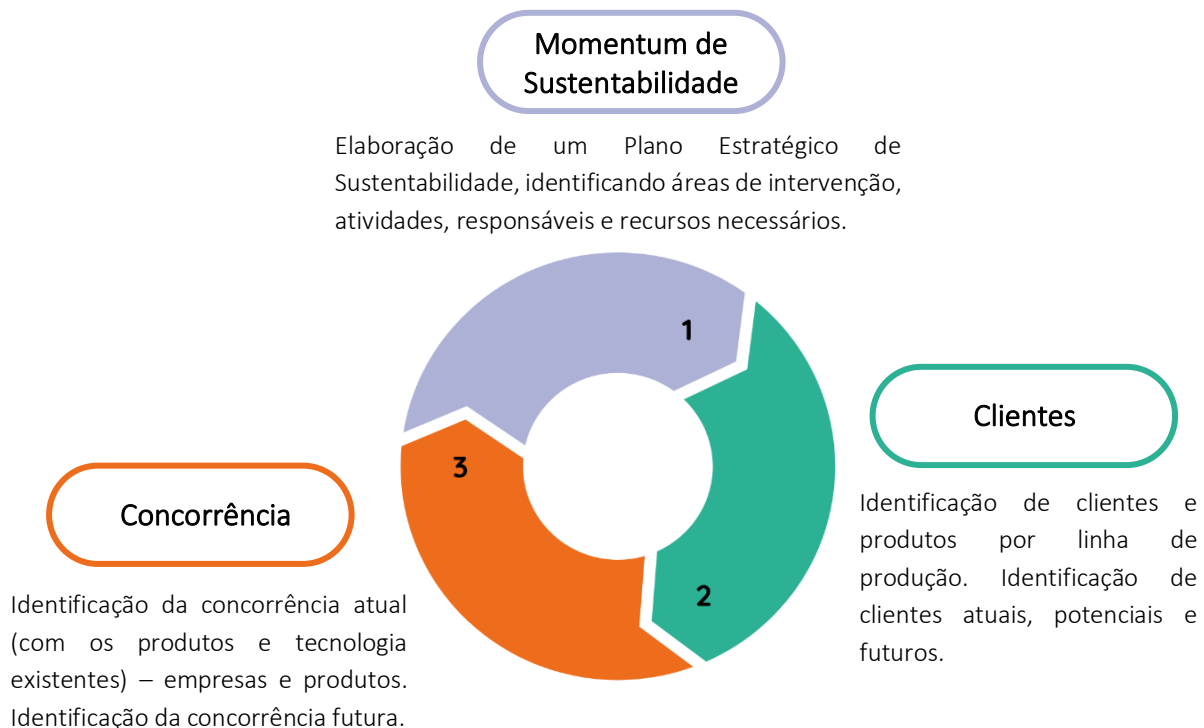 Momentum de
Sustentabilidade
Elaboração de um Plano Estratégico de
Sustentabilidade, identificando áreas de intervenção,
atividades, responsáveis e recursos necessários.
1
Clientes
Identificação de clientes e
produtos por linha de
produção. Identificação de
clientes atuais, potenciais e
futuros.
2
3
Concorrência
Identificação da concorrência atual
(com os produtos e tecnologia
existentes) – empresas e produtos.
Identificação da concorrência futura.